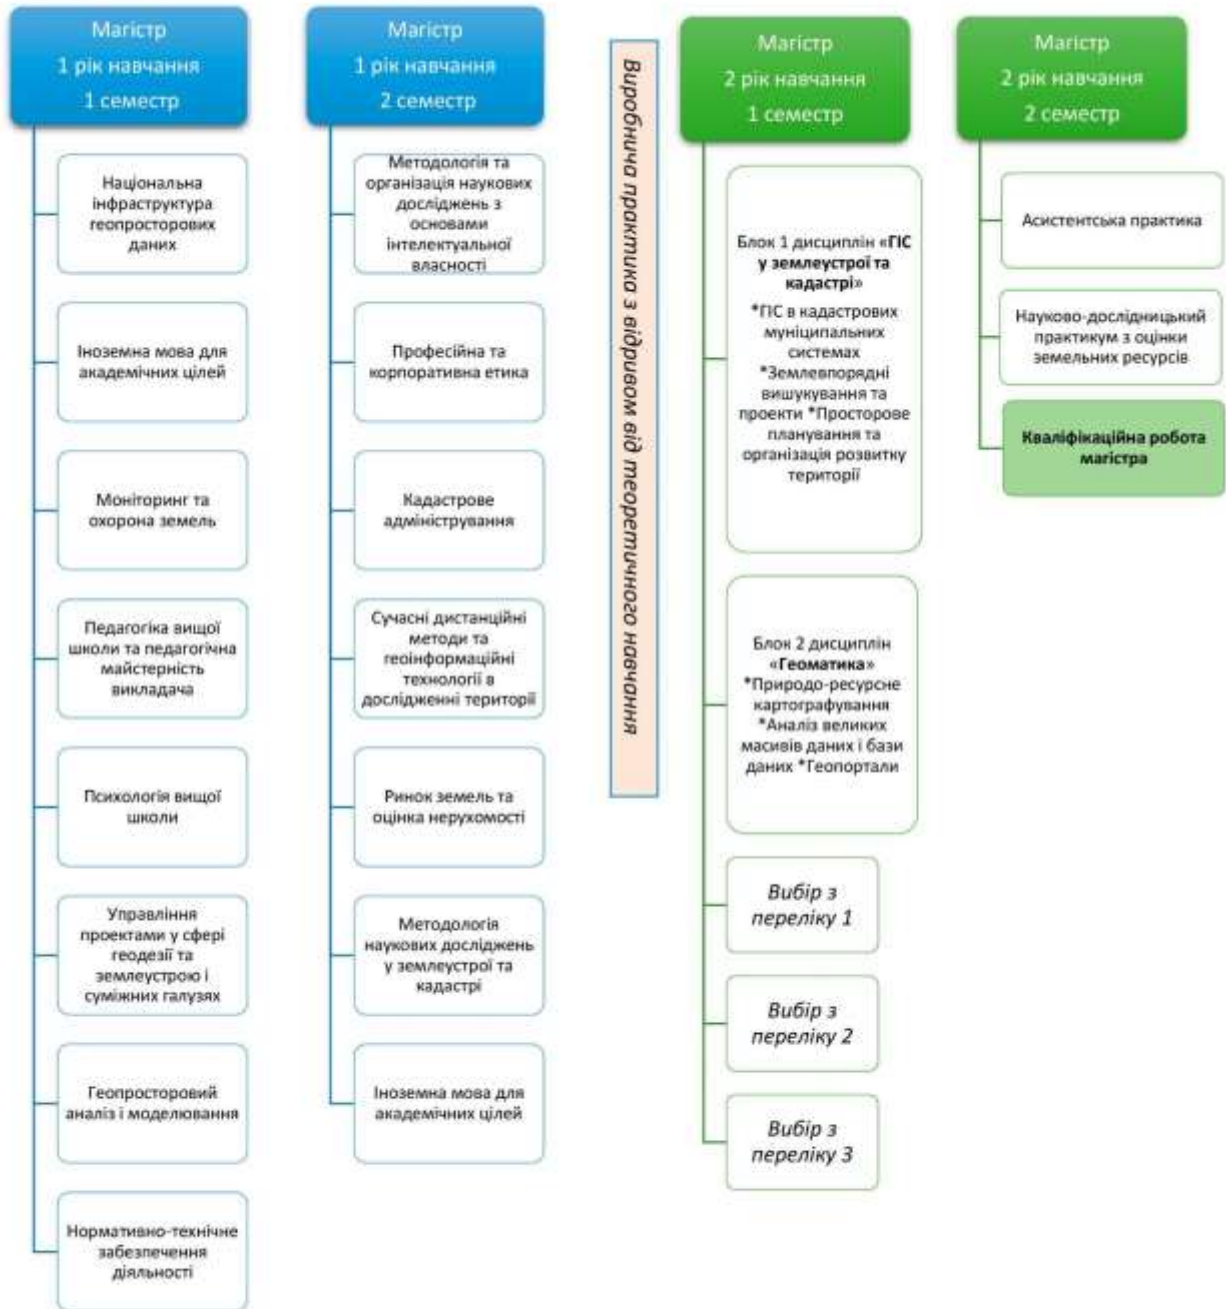 Магістр
1 рік навчання
1 семестр
Національна
інфраструктура
геопросторових
даних
Іноземна мова для
академічних цілей
Моніторинг та
охорона земель
Педагогіка вищої
школи та педагогічна
майстерність
викладача
Психологія вищої
школи
Управління
проектами у сфері
геодезії та
землеустрою і
суміжних галузях
Геопросторовий
аналіз і моделювання
Нормативно-технічне
забезпечення
діяльності
Магістр
1 рік навчання
2 семестр
Методологія та
організація наукових
досліджень з
основами
інтелектуальної
власності
Професійна та
корпоративна етика
Кадастрове
адміністрування
Сучасні дистанційні
методи та
геоінформаційні
технології в
дослідженні території
Ринок земель та
оцінка нерухомості
Методологія
наукових досліджень
у землеустрої та
кадастрі
Іноземна мова для
академічних цілей
Виробнича практика з відривом від теоретичного навчання
Магістр
2 рік навчання
1 семестр
Блок 1 дисциплін «ГІС
у землеустрої та
кадастрі»
*ГІС в кадастрових
муніципальних
системах
*Землевпорядні
вишукування та
проекти *Просторове
планування та
організація розвитку
території
Блок 2 дисциплін
«Геоматика»
*Природо-ресурсне
картографування
*Аналіз великих
масивів даних і бази
даних *Геопортали
Вибір з
переліку 1
Вибір з
переліку 2
Вибір з
переліку 3
Магістр
2 рік навчання
2 семестр
Асистентська практика
Науково-дослідницький
практикум з оцінки
земельних ресурсів
Кваліфікаційна робота
магістра